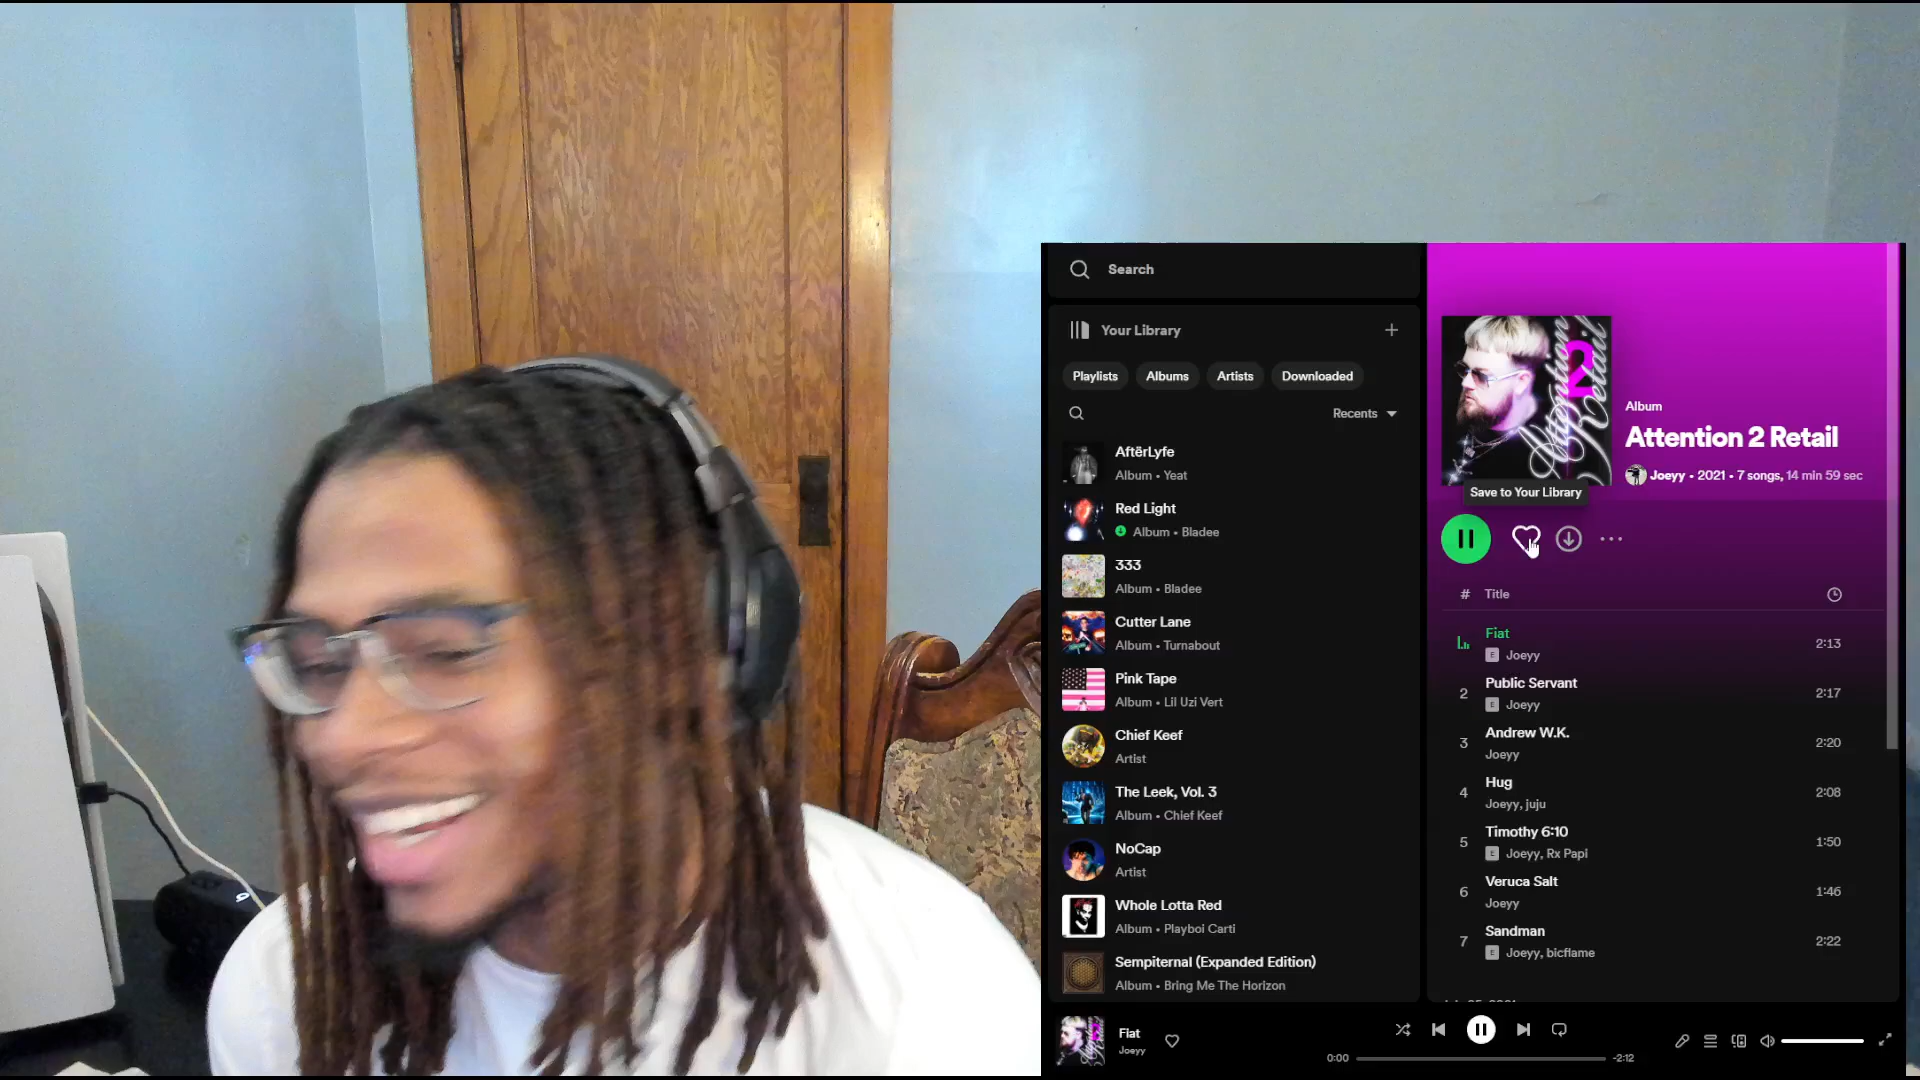 Search
Your Library
Playlists
Albums
Artists
Downloaded
Recents
Aftërlyfe
Album • Yeat
Red Light
Album • Bladee
333
Album • Bladee
Cutter Lane
Album • Turnabout
Pink Tape
Album • Lil Uzi Vert
Chief Keef
Artist
The Leek, Vol. 3
Album • Chief Keef
NoCap
Artist
Whole Lotta Red
Album • Playboi Carti
Sempiternal (Expanded Edition)
Album • Bring Me The Horizon
Attention 2 Retail
Album
Attention 2 Retail
Joeyy • 2021 • 7 songs, 14 min 59 sec
Save to Your Library
# Title
Fiat 2:13
E Joeyy
2 Public Servant 2:17
E Joeyy
3 Andrew W.K. 2:20
Joeyy
4 Hug 2:08
Joeyy, juju
5 Timothy 6:10 1:50
E Joeyy, Rx Papi
6 Veruca Salt 1:46
Joeyy
7 Sandman 2:22
E Joeyy, bicflame
Fiat
Joeyy
0:00
-2:12